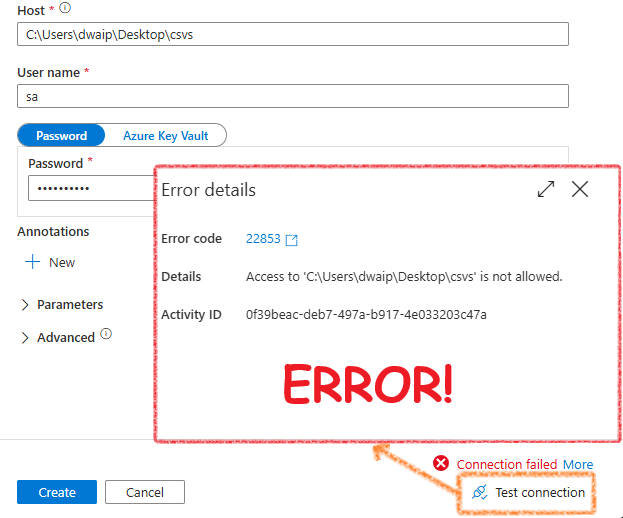 Host *
C:\Users\dwaip\Desktop\csvs
User name *
sa
Password
Azure Key Vault
Password *
••••••••••
Error details
Error code 22853
Details Access to 'C:\Users\dwaip\Desktop\csvs' is not allowed.
Activity ID 0f39beac-deb7-497a-b917-4e033203c47a
ERROR!
Annotations
New
Parameters
Advanced
Connection failed More
Create
Cancel
Test connection